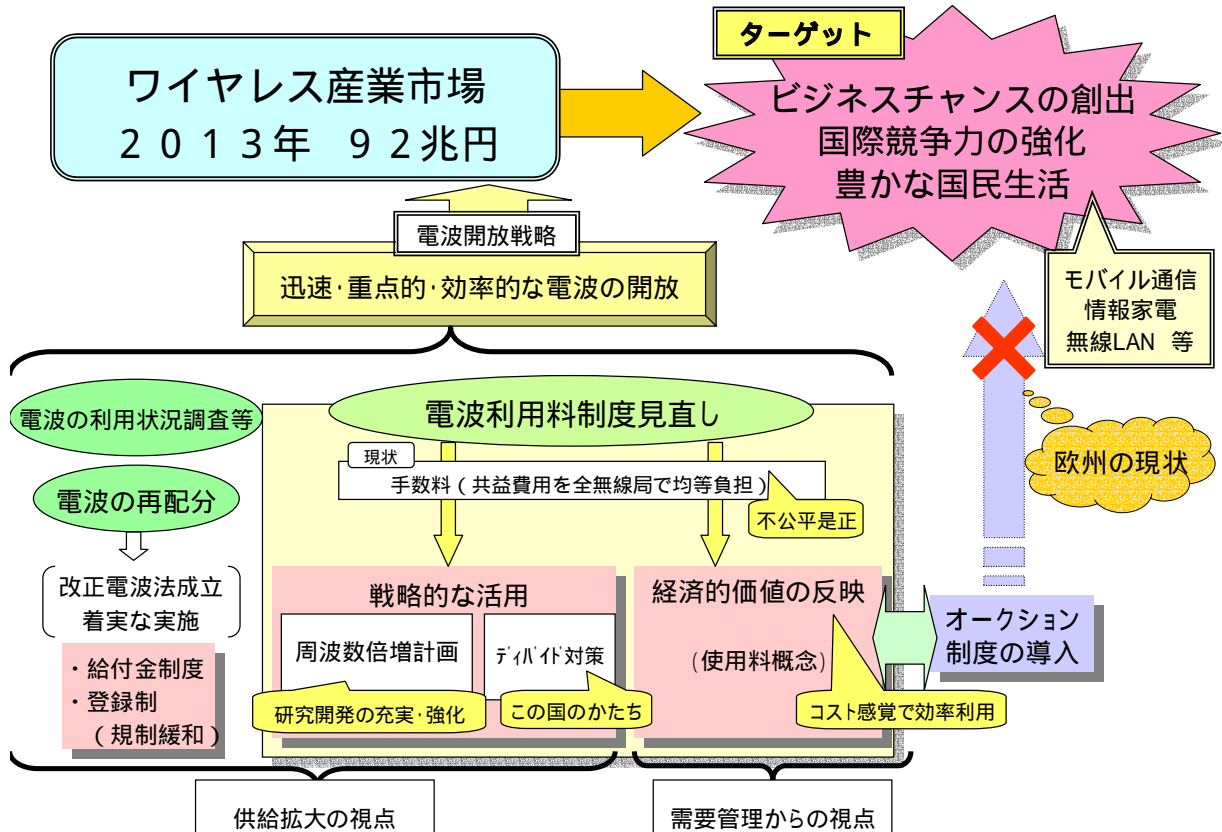 ターゲット
ワイヤレス産業市場
２０１３年 ９２兆円
ビジネスチャンスの創出
国際競争力の強化
豊かな国民生活
電波開放戦略
迅速・重点的・効率的な電波の開放
モバイル通信
情報家電
無線LAN 等
電波の利用状況調査等
電波利用料制度見直し
欧州の現状
現状
手数料（共益費用を全無線局で均等負担）
不公平是正
電波の再配分
改正電波法成立
着実な実施
・給付金制度
・登録制
（規制緩和）
戦略的な活用
周波数倍増計画
ﾃﾞｨﾊﾞｲﾄﾞ対策
研究開発の充実・強化
この国のかたち
経済的価値の反映
(使用料概念)
コスト感覚で効率利用
オークション
制度の導入
供給拡大の視点
需要管理からの視点